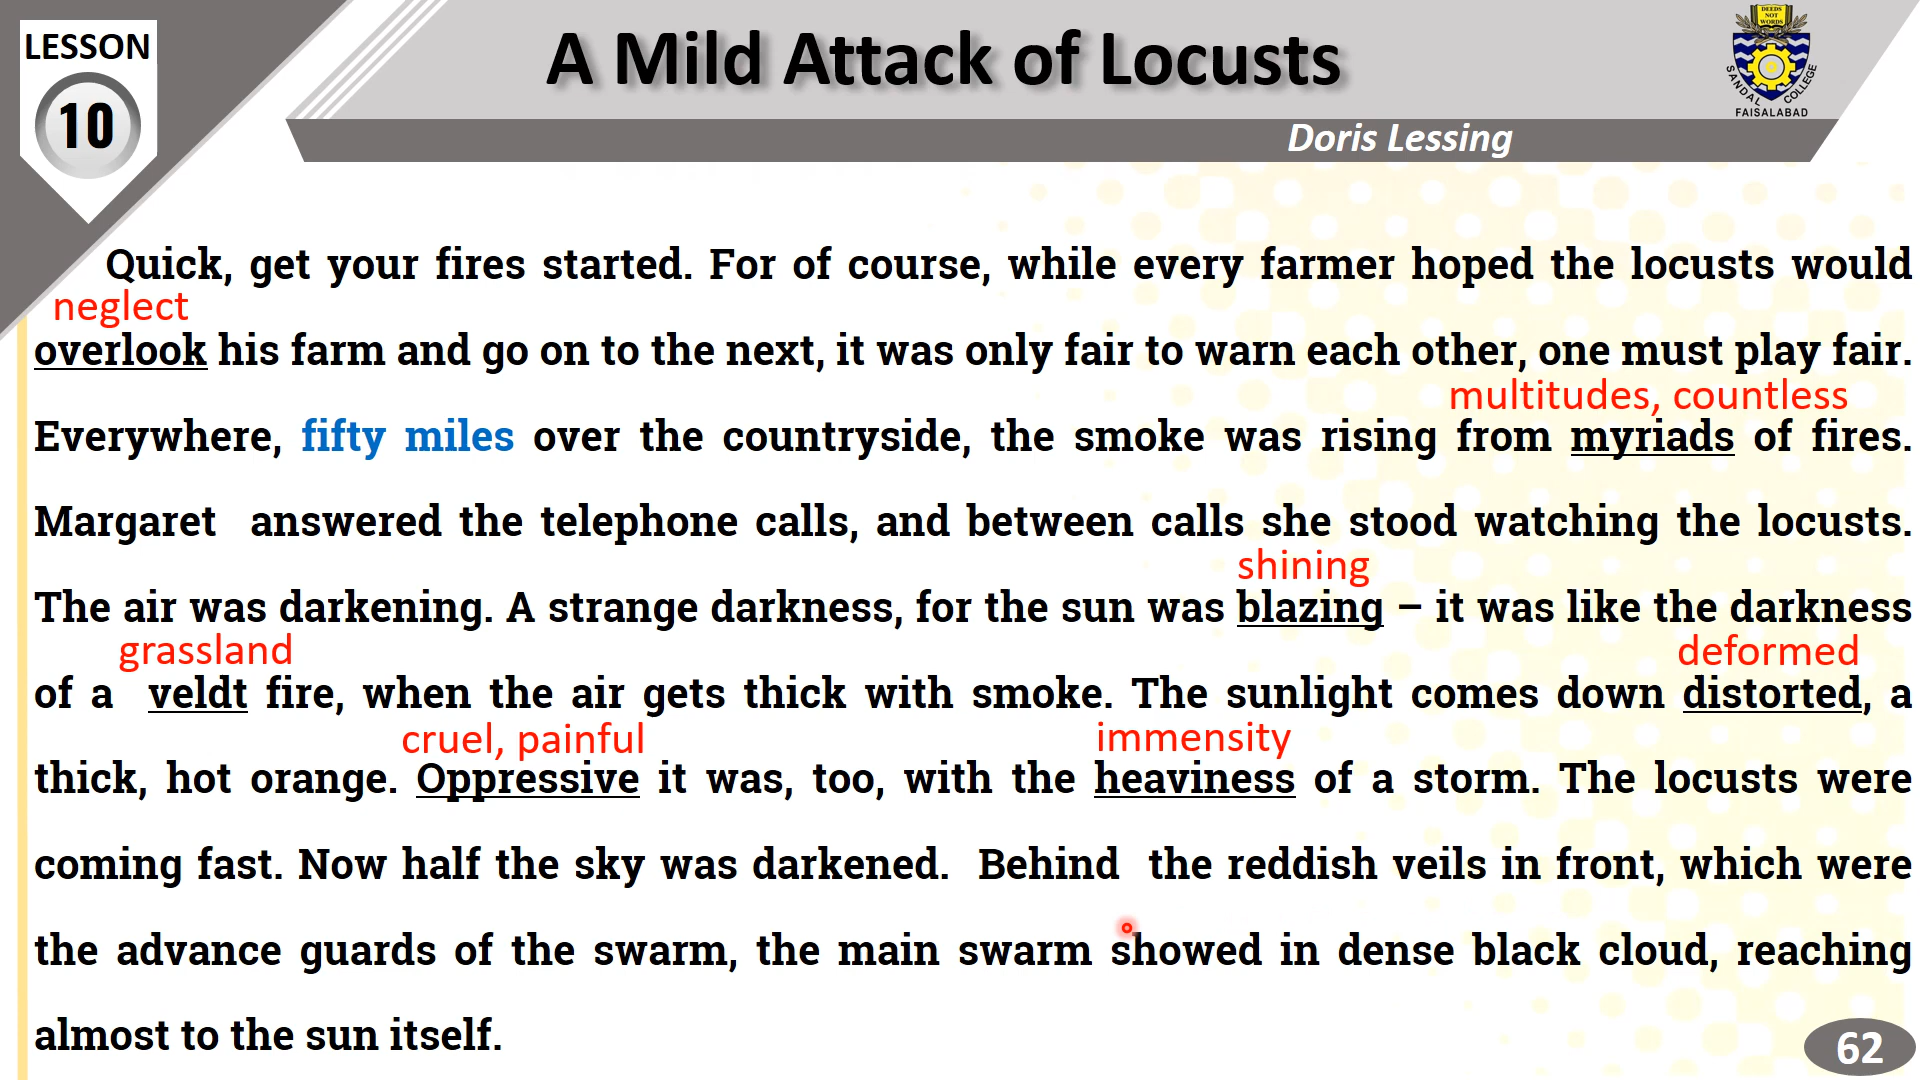 LESSON
10
A Mild Attack of Locusts
DEEDS
NOT
WORDS
SANDAL COLLEGE
FAISALABAD
Doris Lessing
Quick, get your fires started. For of course, while every farmer hoped the locusts would
neglect
overlook his farm and go on to the next, it was only fair to warn each other, one must play fair.
multitudes, countless
Everywhere, fifty miles over the countryside, the smoke was rising from myriads of fires.
Margaret answered the telephone calls, and between calls she stood watching the locusts.
shining
The air was darkening. A strange darkness, for the sun was blazing – it was like the darkness
grassland deformed
of a veldt fire, when the air gets thick with smoke. The sunlight comes down distorted, a
cruel, painful immensity
thick, hot orange. Oppressive it was, too, with the heaviness of a storm. The locusts were
coming fast. Now half the sky was darkened. Behind the reddish veils in front, which were
the advance guards of the swarm, the main swarm showed in dense black cloud, reaching
almost to the sun itself.
62